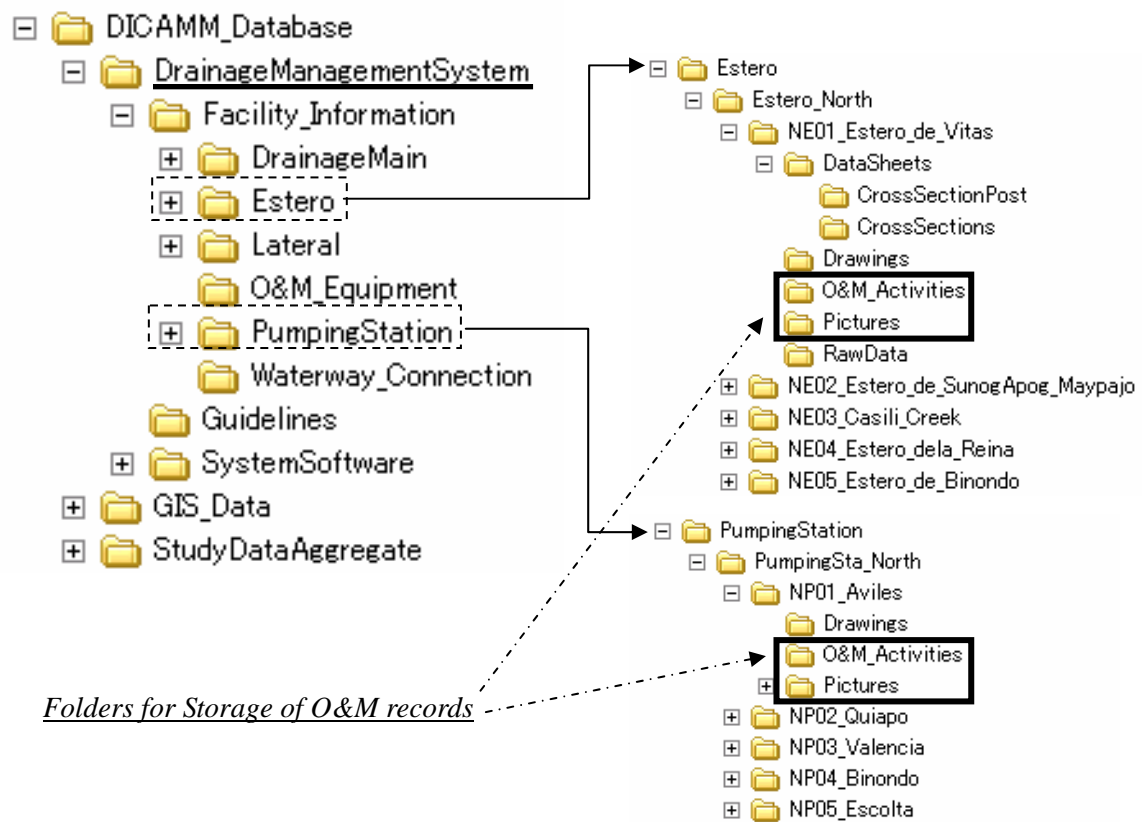 DICAMM_Database
DrainageManagementSystem
Facility_Information
DrainageMain
Estero
Lateral
O&M_Equipment
PumpingStation
Waterway_Connection
Guidelines
SystemSoftware
GIS_Data
StudyDataAggregate
Folders for Storage of O&M records
Estero
Estero_North
NE01_Estero_de_Vitas
DataSheets
CrossSectionPost
CrossSections
Drawings
O&M_Activities
Pictures
RawData
NE02_Estero_de_SunogApog_Maypajo
NE03_Casili_Creek
NE04_Estero_dela_Reina
NE05_Estero_de_Binondo
PumpingStation
PumpingSta_North
NP01_Aviles
Drawings
O&M_Activities
Pictures
NP02_Quiapo
NP03_Valencia
NP04_Binondo
NP05_Escolta